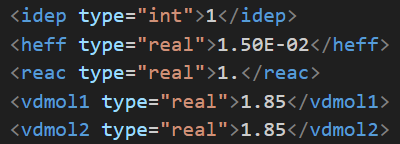 <idep type="int">1</idep>
<heff type="real">1.50E-02</heff>
<reac type="real">1.</reac>
<vdmol1 type="real">1.85</vdmol1>
<vdmol2 type="real">1.85</vdmol2>